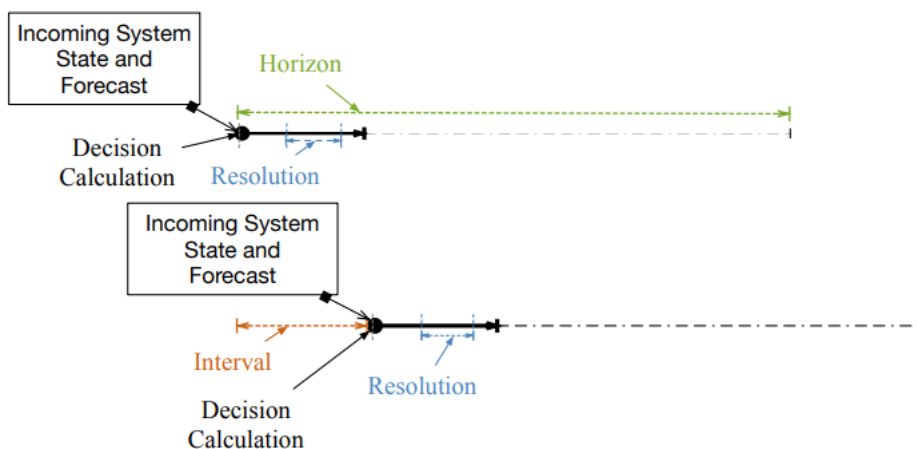 Incoming System
State and
Forecast
Horizon
Decision
Calculation
Resolution
Incoming System
State and
Forecast
Interval
Resolution
Decision
Calculation